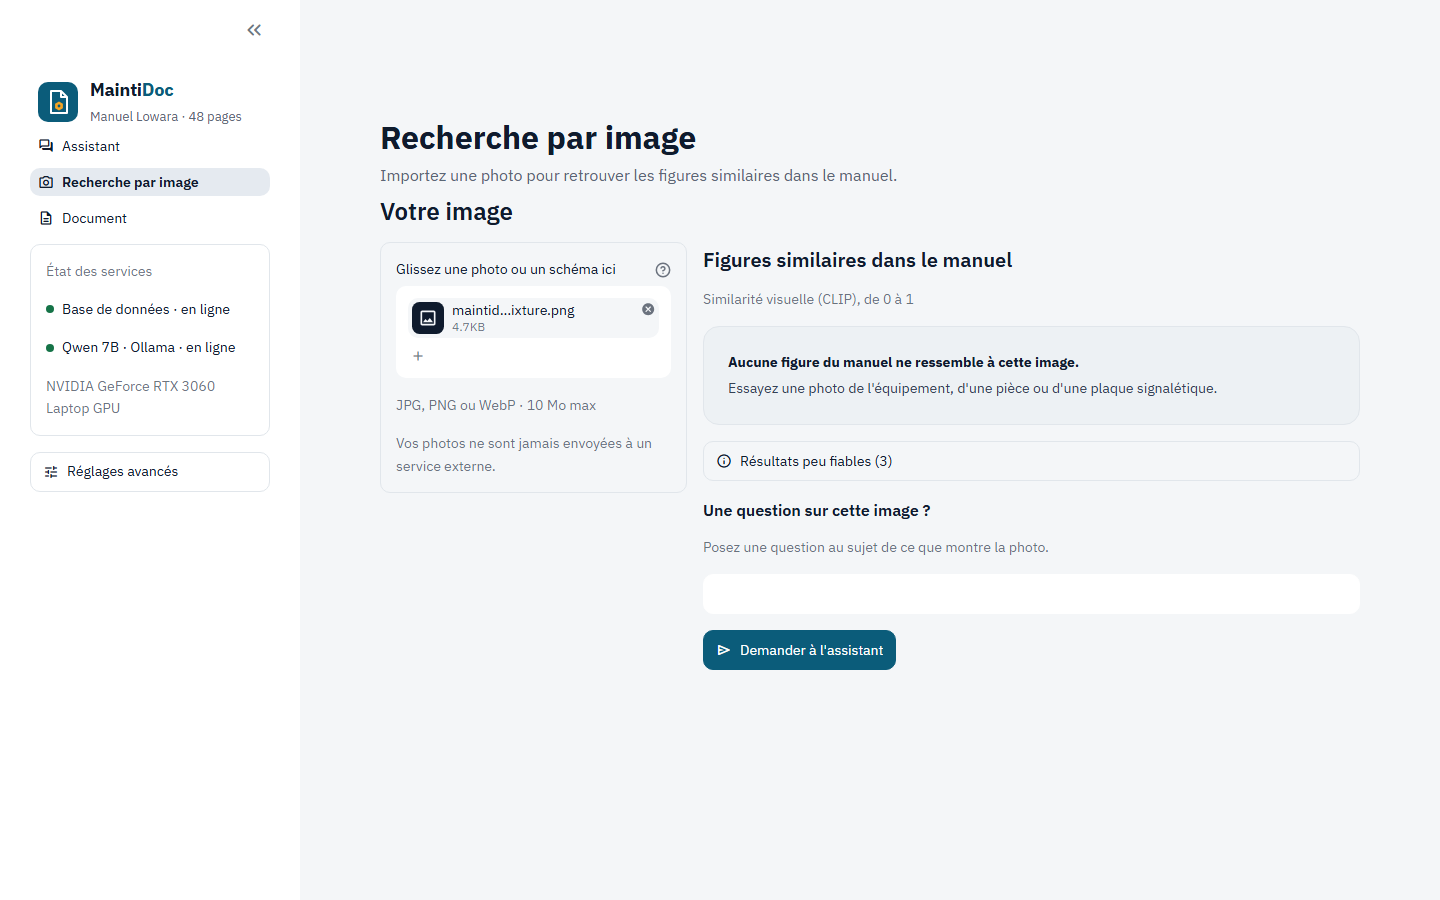 MaintiDoc
Manuel Lowara · 48 pages
Assistant
Recherche par image
Document
État des services
Base de données · en ligne
Qwen 7B · Ollama · en ligne
NVIDIA GeForce RTX 3060
Laptop GPU
Réglages avancés
Recherche par image
Importez une photo pour retrouver les figures similaires dans le manuel.
Votre image
Glissez une photo ou un schéma ici
maintid...ixture.png
4.7KB
JPG, PNG ou WebP · 10 Mo max
Vos photos ne sont jamais envoyées à un
service externe.
Figures similaires dans le manuel
Similarité visuelle (CLIP), de 0 à 1
Aucune figure du manuel ne ressemble à cette image.
Essayez une photo de l'équipement, d'une pièce ou d'une plaque signalétique.
Résultats peu fiables (3)
Une question sur cette image ?
Posez une question au sujet de ce que montre la photo.
Demander à l'assistant